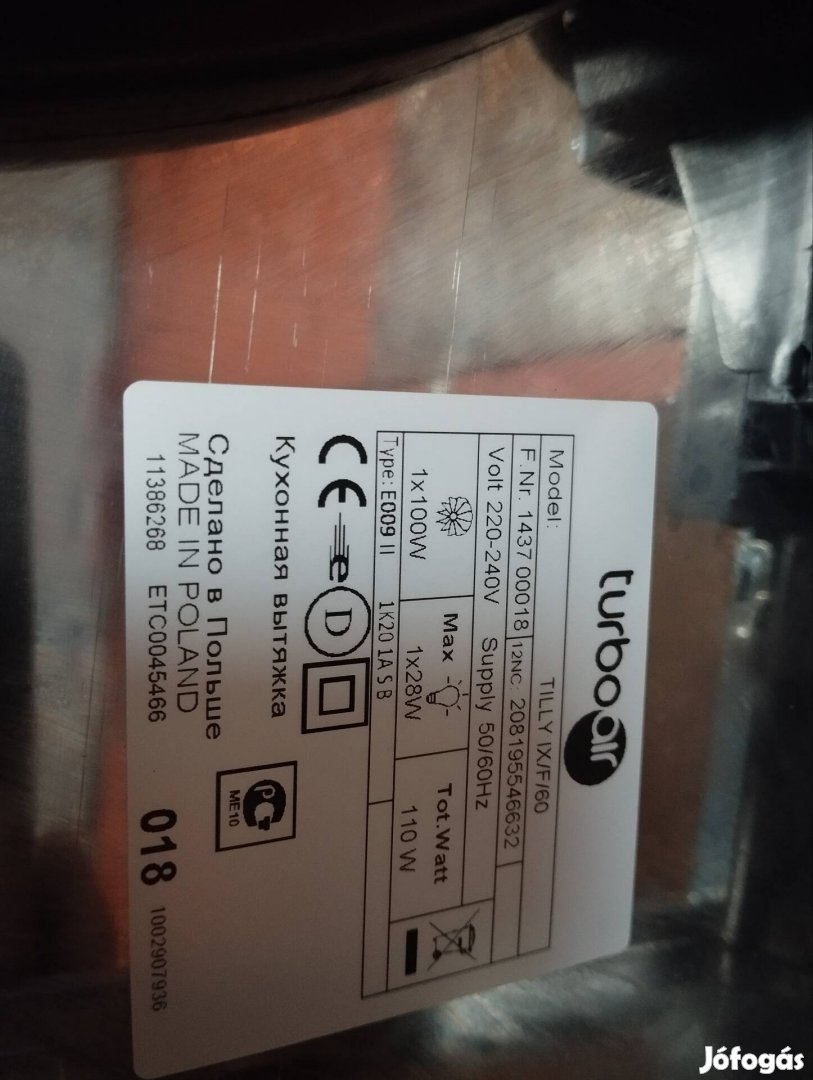 turboair
Model: TILLY IX/F/60
F.Nr. 1437 00018 12NC: 208195546632
Volt 220-240V Supply 50/60Hz
Max Tot.Watt
1x100W 1x28W 110 W
Type: E009 II 1K20 1A S B
CE e D
Кухонная вытяжка
РСТ
ME10
Сделано в Польше
MADE IN POLAND
11386268 ETC0045466 018 1002907936
Jófogás